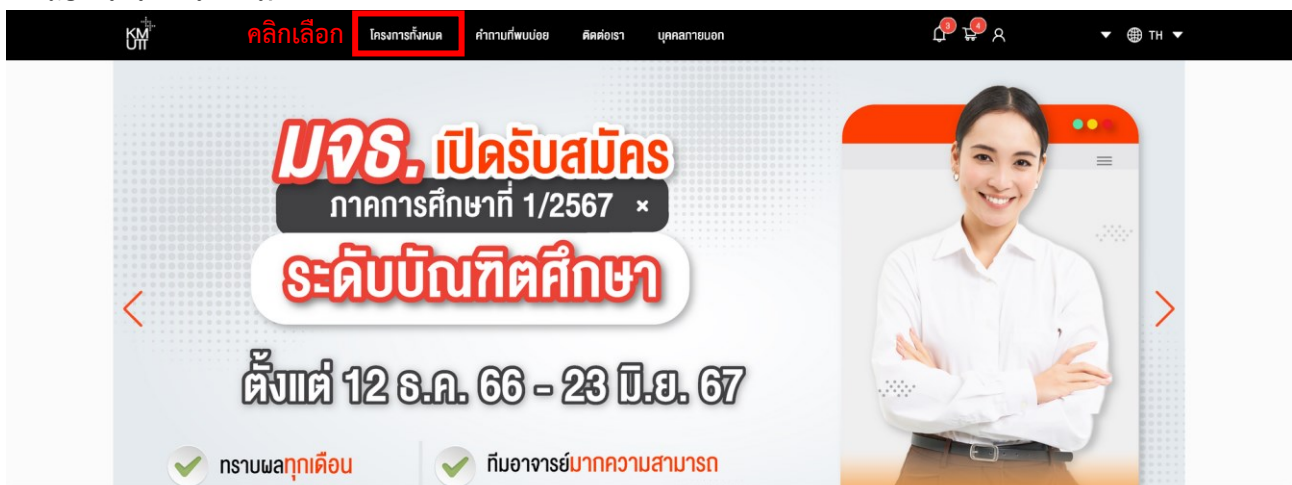 KM
UTT
คลิกเลือก โครงการทั้งหมด คำถามที่พบบ่อย ติดต่อเรา บุคคลภายนอก 3 4 TH
มจธ. เปิดรับสมัคร
ภาคการศึกษาที่ 1/2567 ×
ระดับบัณฑิตศึกษา
ตั้งแต่ 12 ธ.ค. 66 - 23 มิ.ย. 67
ทราบผลทุกเดือน ทีมอาจารย์มากความสามารถ